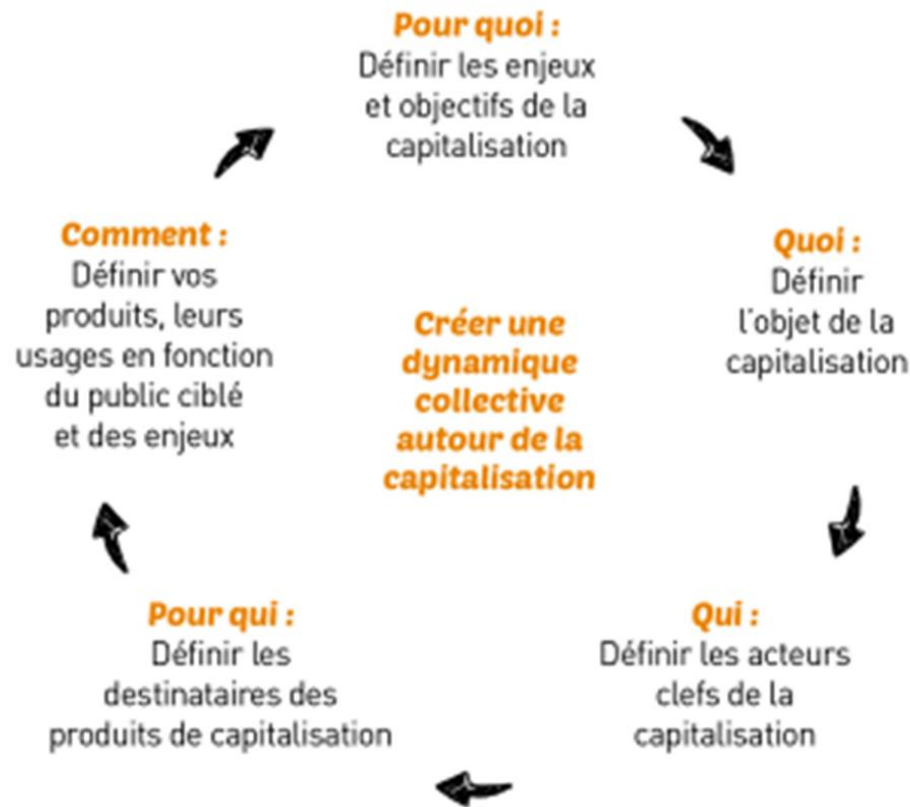 Pour quoi :
Définir les enjeux
et objectifs de la
capitalisation
Quoi :
Définir
l'objet de la
capitalisation
Qui :
Définir les acteurs
clefs de la
capitalisation
Pour qui :
Définir les
destinataires des
produits de capitalisation
Comment :
Définir vos
produits, leurs
usages en fonction
du public ciblé
et des enjeux
Créer une
dynamique
collective
autour de la
capitalisation